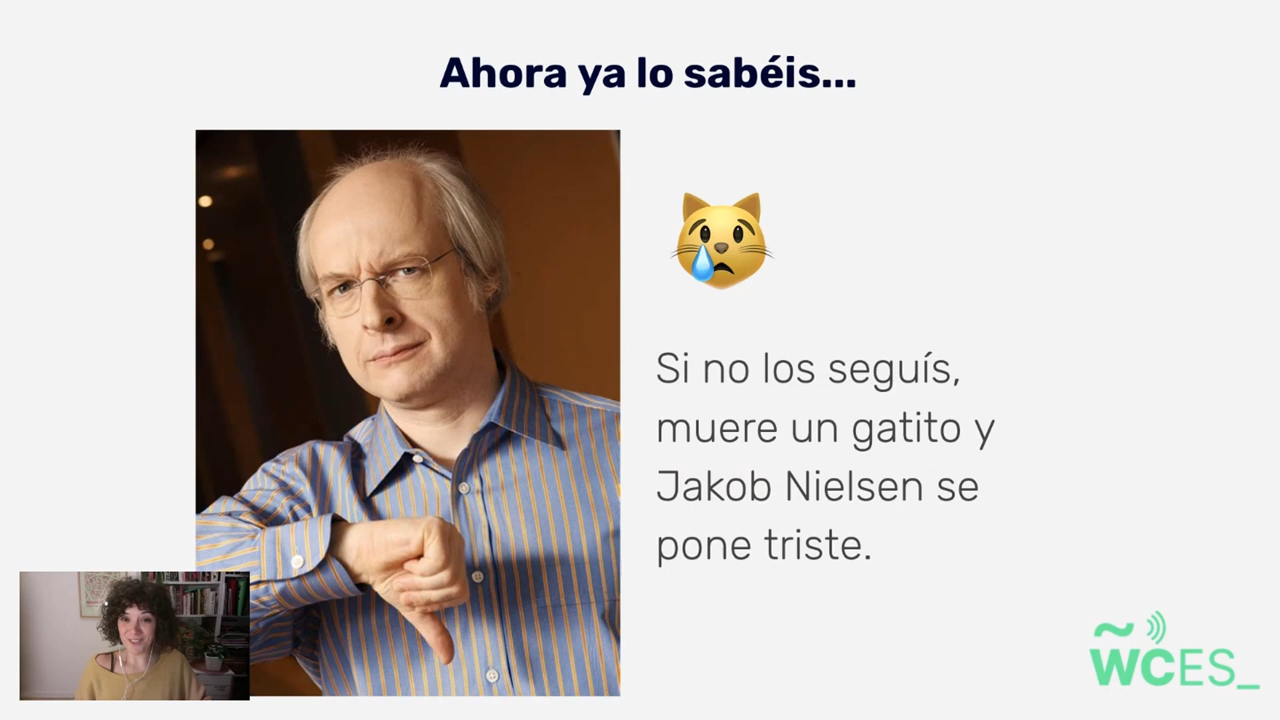 Ahora ya lo sabéis...
Si no los seguís,
muere un gatito y
Jakob Nielsen se
pone triste.
WCES_